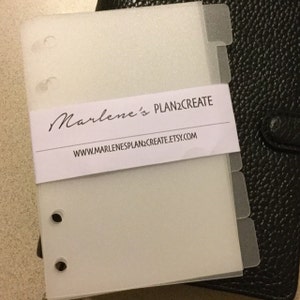 Marlene's PLAN2CREATE
WWW.MARLENESPLAN2CREATE.ETSY.COM